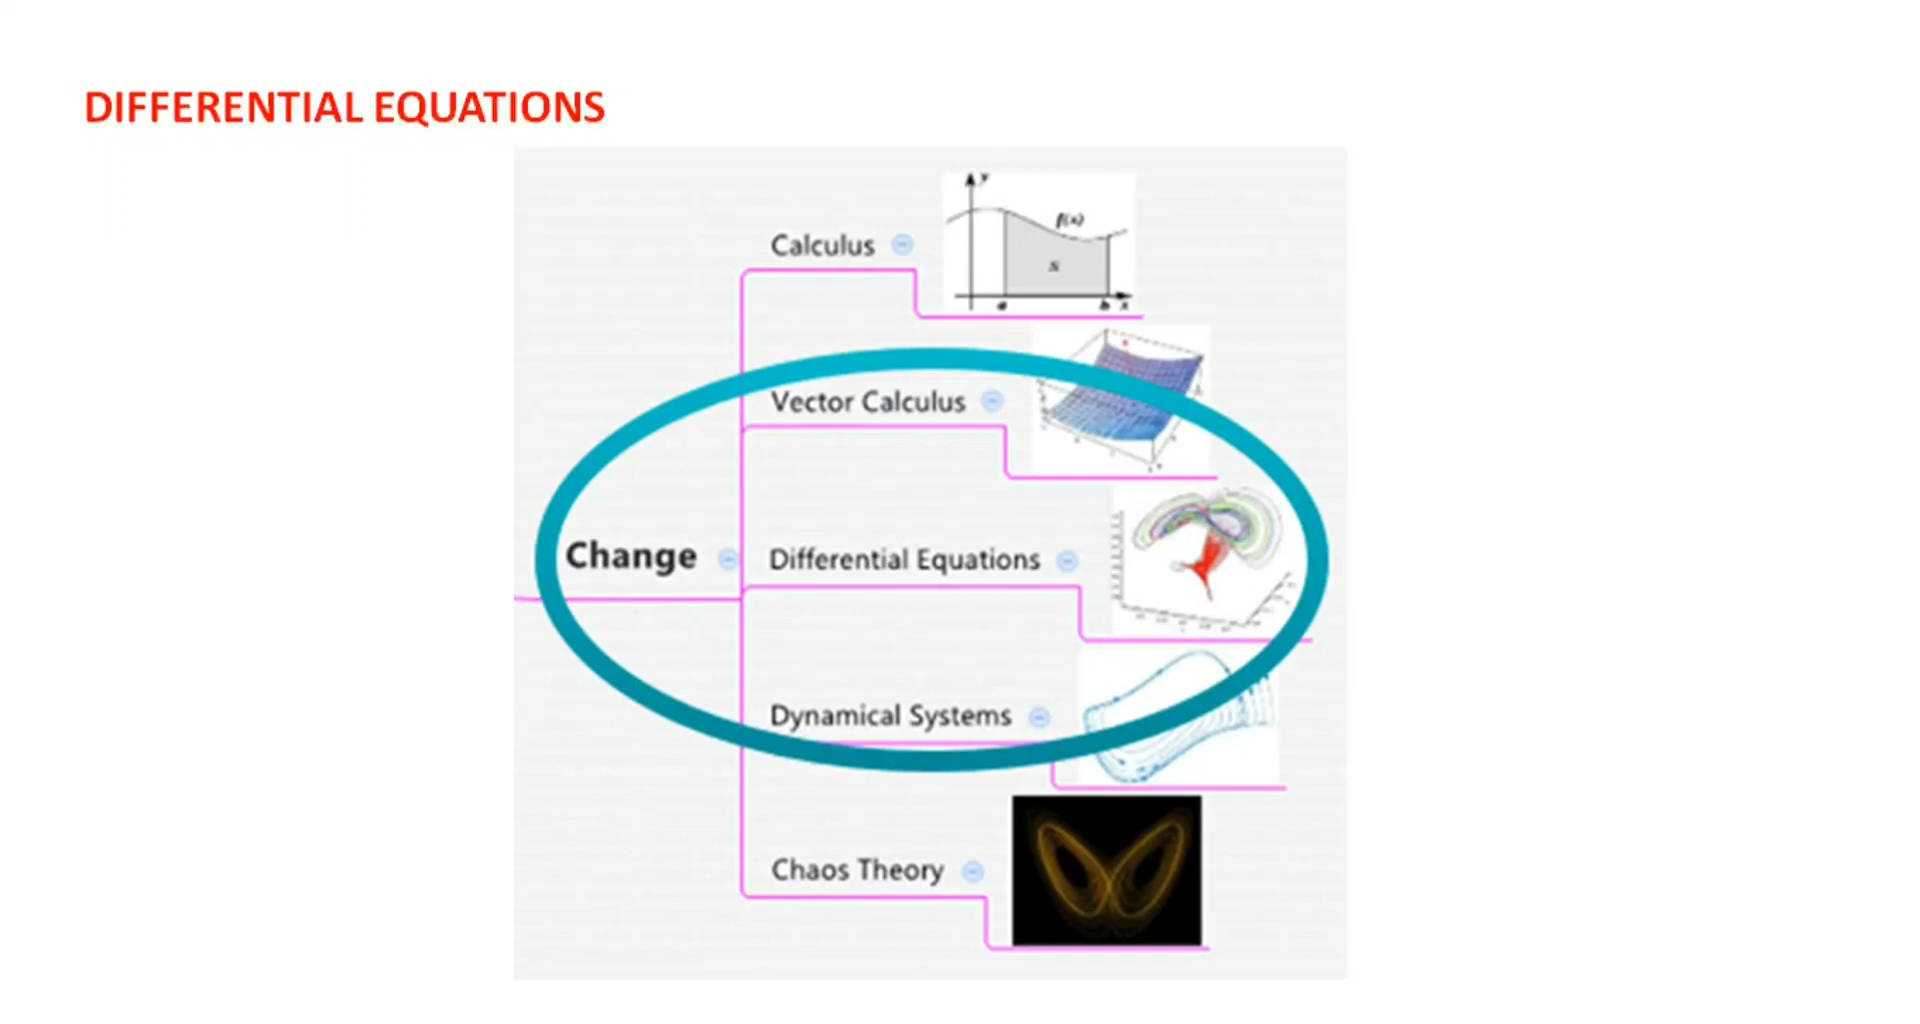 DIFFERENTIAL EQUATIONS
y
f(x)
Calculus
S
a b x
Vector Calculus
Change
Differential Equations
Dynamical Systems
Chaos Theory